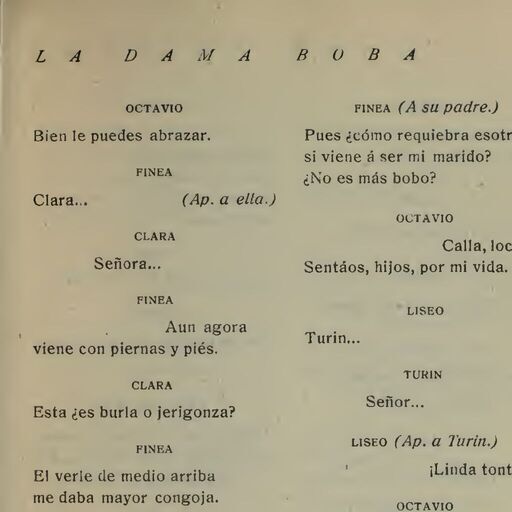 LA DAMA BOBA
OCTAVIO
Bien le puedes abrazar.
FINEA
Clara... (Ap. a ella.)
CLARA
Señora...
FINEA
Aun agora
viene con piernas y piés.
CLARA
Esta ¿es burla o jerigonza?
FINEA
El verle de medio arriba
me daba mayor congoja.
FINEA (A su padre.)
Pues ¿cómo requiebra esotr
si viene á ser mi marido?
¿No es más bobo?
OCTAVIO
Calla, loc
Sentáos, hijos, por mi vida.
LISEO
Turin...
TURIN
Señor...
LISEO (Ap. a Turin.)
¡Linda tont
OCTAVIO